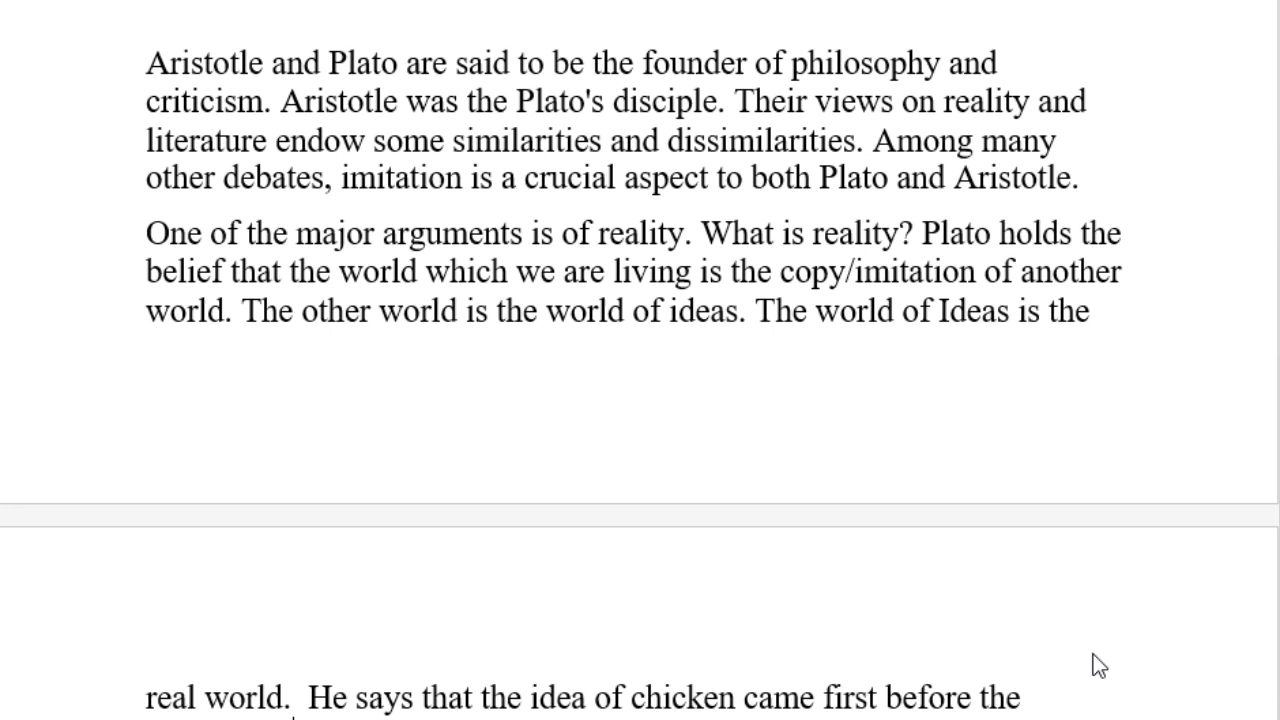 Aristotle and Plato are said to be the founder of philosophy and
criticism. Aristotle was the Plato's disciple. Their views on reality and
literature endow some similarities and dissimilarities. Among many
other debates, imitation is a crucial aspect to both Plato and Aristotle.
One of the major arguments is of reality. What is reality? Plato holds the
belief that the world which we are living is the copy/imitation of another
world. The other world is the world of ideas. The world of Ideas is the
real world.  He says that the idea of chicken came first before the